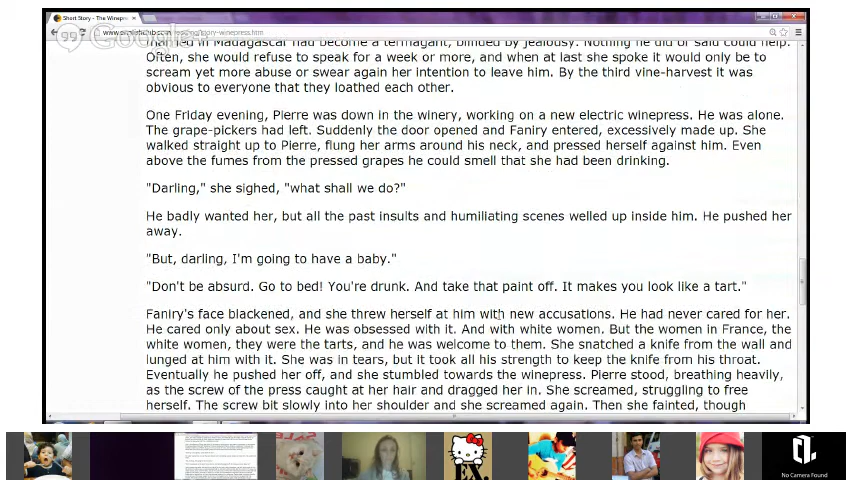 Short Story - The Winepre
charmed in Madagascar had become a termagant, blinded by jealousy. Nothing he did or said could help.
Often, she would refuse to speak for a week or more, and when at last she spoke it would only be to
scream yet more abuse or swear again her intention to leave him. By the third vine-harvest it was
obvious to everyone that they loathed each other.
One Friday evening, Pierre was down in the winery, working on a new electric winepress. He was alone.
The grape-pickers had left. Suddenly the door opened and Faniry entered, excessively made up. She
walked straight up to Pierre, flung her arms around his neck, and pressed herself against him. Even
above the fumes from the pressed grapes he could smell that she had been drinking.
"Darling," she sighed, "what shall we do?"
He badly wanted her, but all the past insults and humiliating scenes welled up inside him. He pushed her
away.
"But, darling, I'm going to have a baby."
"Don't be absurd. Go to bed! You're drunk. And take that paint off. It makes you look like a tart."
Faniry's face blackened, and she threw herself at him with new accusations. He had never cared for her.
He cared only about sex. He was obsessed with it. And with white women. But the women in France, the
white women, they were the tarts, and he was welcome to them. She snatched a knife from the wall and
lunged at him with it. She was in tears, but it took all his strength to keep the knife from his throat.
Eventually he pushed her off, and she stumbled towards the winepress. Pierre stood, breathing heavily,
as the screw of the press caught at her hair and dragged her in. She screamed, struggling to free
herself. The screw bit slowly into her shoulder and she screamed again. Then she fainted, though
EX.
No Camera Found